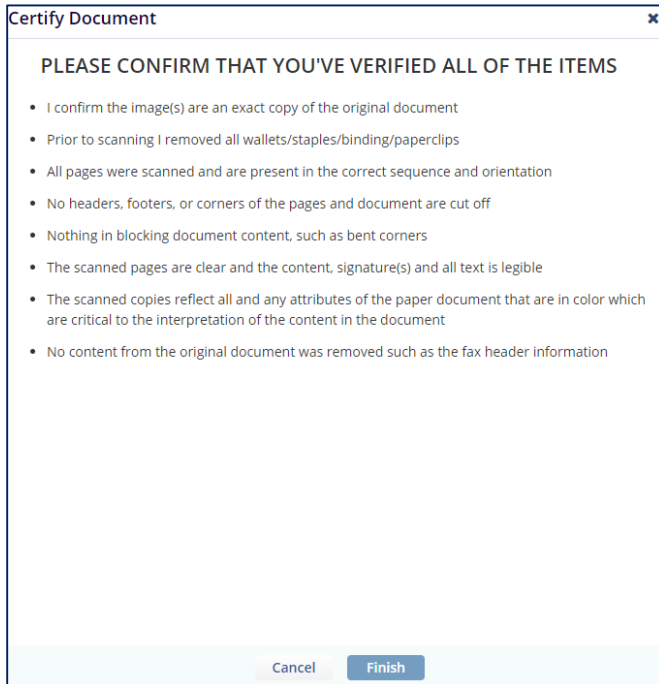 Certify Document ×
PLEASE CONFIRM THAT YOU'VE VERIFIED ALL OF THE ITEMS
• I confirm the image(s) are an exact copy of the original document
• Prior to scanning I removed all wallets/staples/binding/paperclips
• All pages were scanned and are present in the correct sequence and orientation
• No headers, footers, or corners of the pages and document are cut off
• Nothing in blocking document content, such as bent corners
• The scanned pages are clear and the content, signature(s) and all text is legible
• The scanned copies reflect all and any attributes of the paper document that are in color which
are critical to the interpretation of the content in the document
• No content from the original document was removed such as the fax header information
Cancel Finish